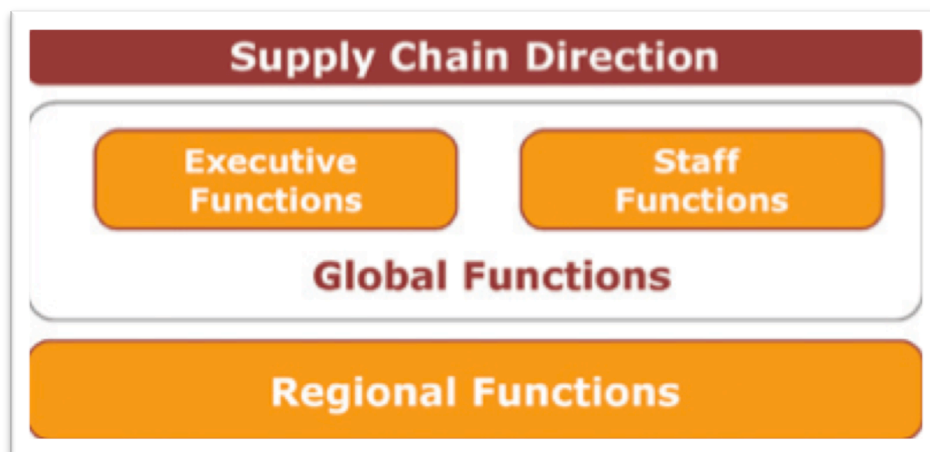 Supply Chain Direction
Executive
Functions
Staff
Functions
Global Functions
Regional Functions